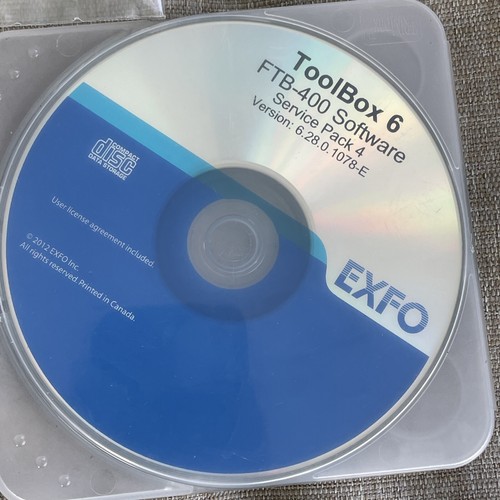 ToolBox 6
FTB-400 Software
Service Pack 4
Version: 6.28.0.1078-E
COMPACT
disc
DATA STORAGE
User license agreement included.
© 2012 EXFO Inc.
All rights reserved. Printed in Canada.
EXFO